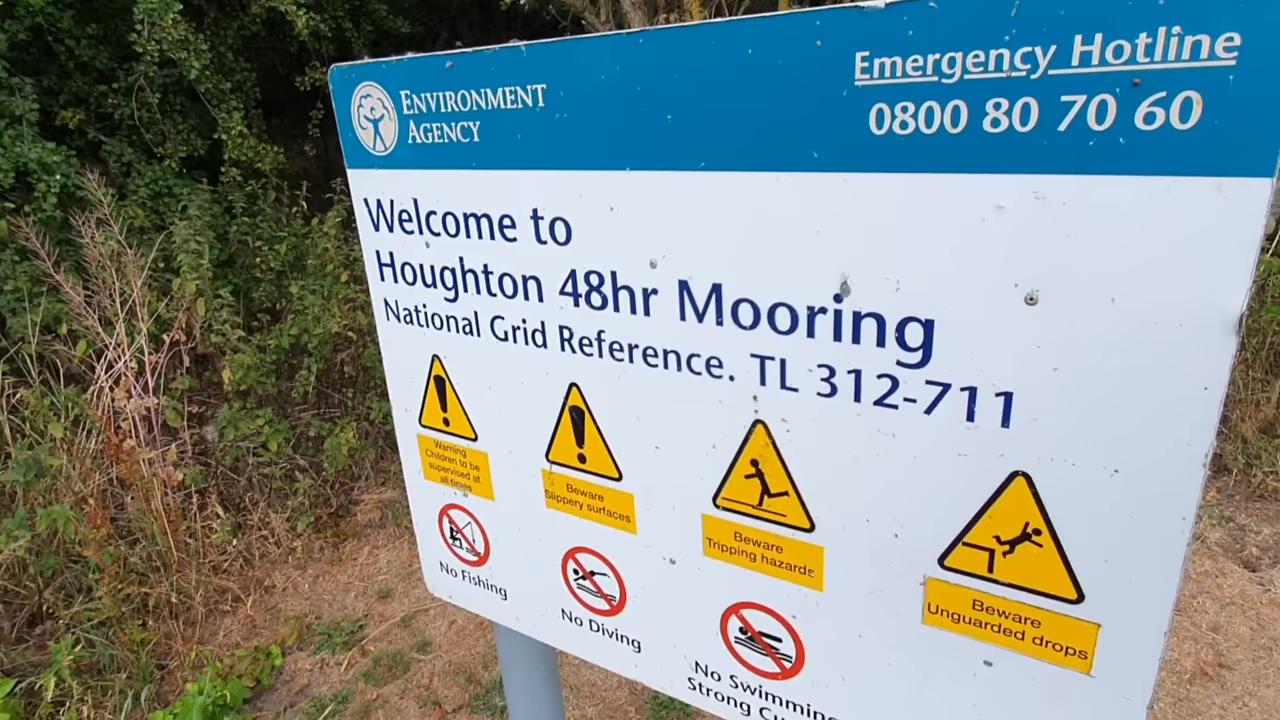 ENVIRONMENT
AGENCY
Emergency Hotline
0800 80 70 60
Welcome to
Houghton 48hr Mooring
National Grid Reference. TL 312-711
Warning
Children to be
supervised at
all times
Beware
Slippery surfaces
Beware
Tripping hazards
Beware
Unguarded drops
No Fishing
No Diving
No Swimming
Strong